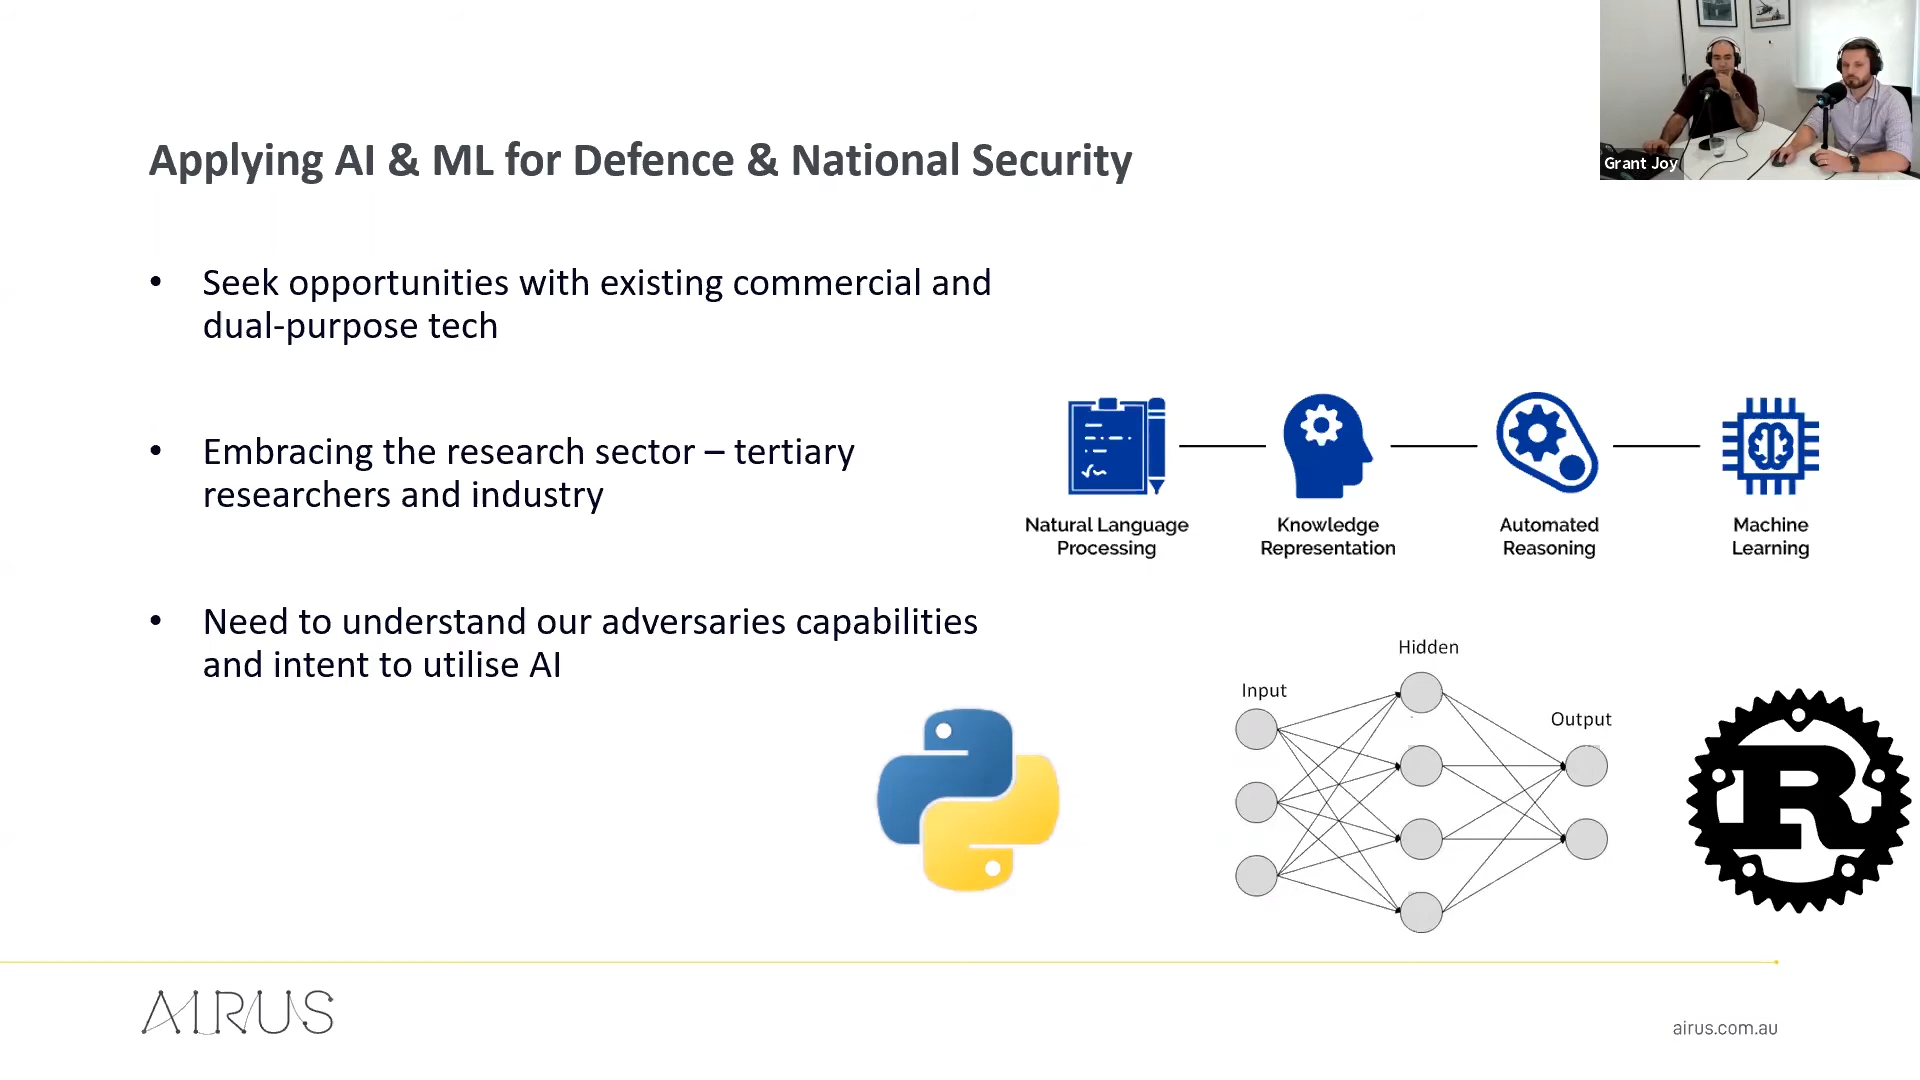 Grant Joy
Applying AI & ML for Defence & National Security
• Seek opportunities with existing commercial and
dual-purpose tech
• Embracing the research sector – tertiary
researchers and industry
• Need to understand our adversaries capabilities
and intent to utilise AI
Natural Language
Processing
Knowledge
Representation
Automated
Reasoning
Machine
Learning
Input
Hidden
Output
R
AIRUS
airus.com.au